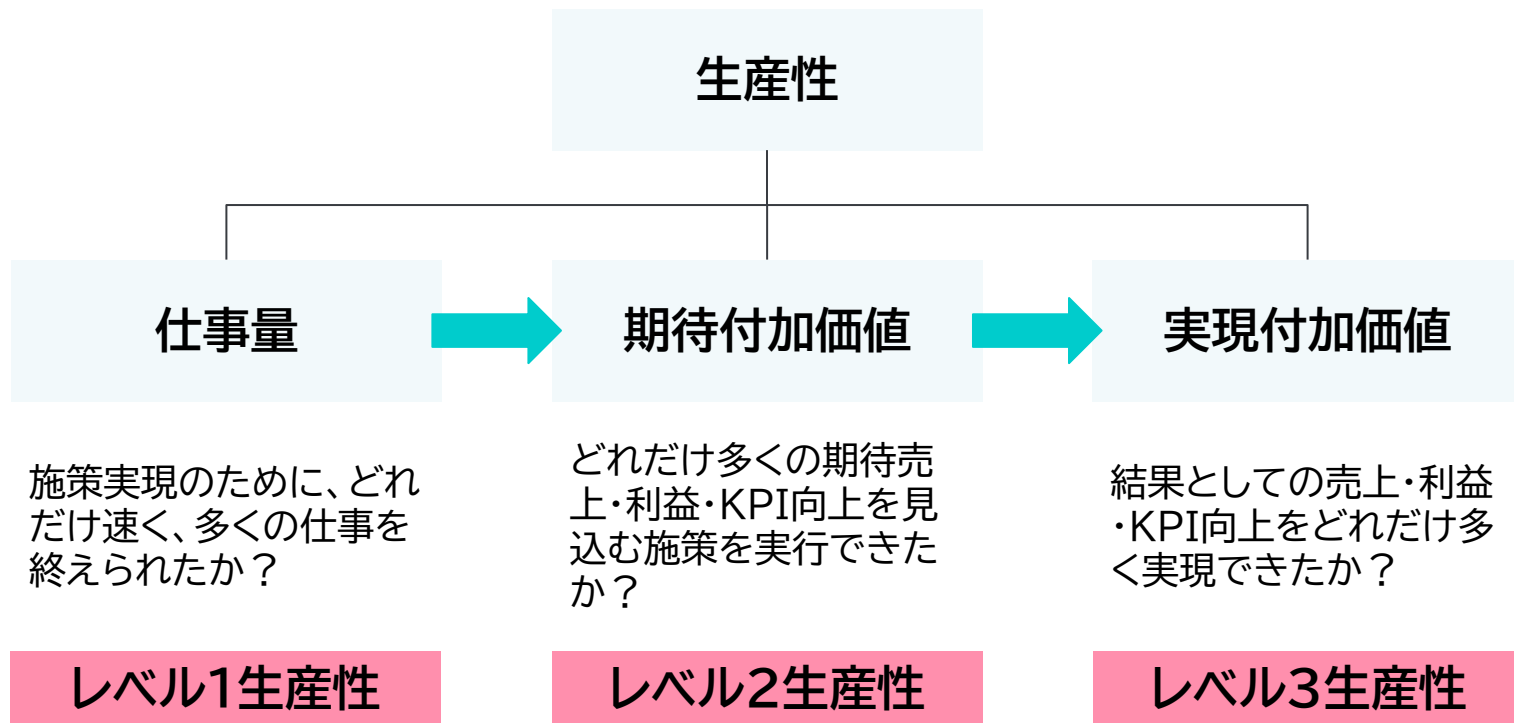 生産性
仕事量
期待付加価値
実現付加価値
施策実現のために、どれ
だけ速く、多くの仕事を
終えられたか？
どれだけ多くの期待売
上・利益・KPI向上を見
込む施策を実行できた
か？
結果としての売上・利益
・KPI向上をどれだけ多
く実現できたか？
レベル1生産性
レベル2生産性
レベル3生産性